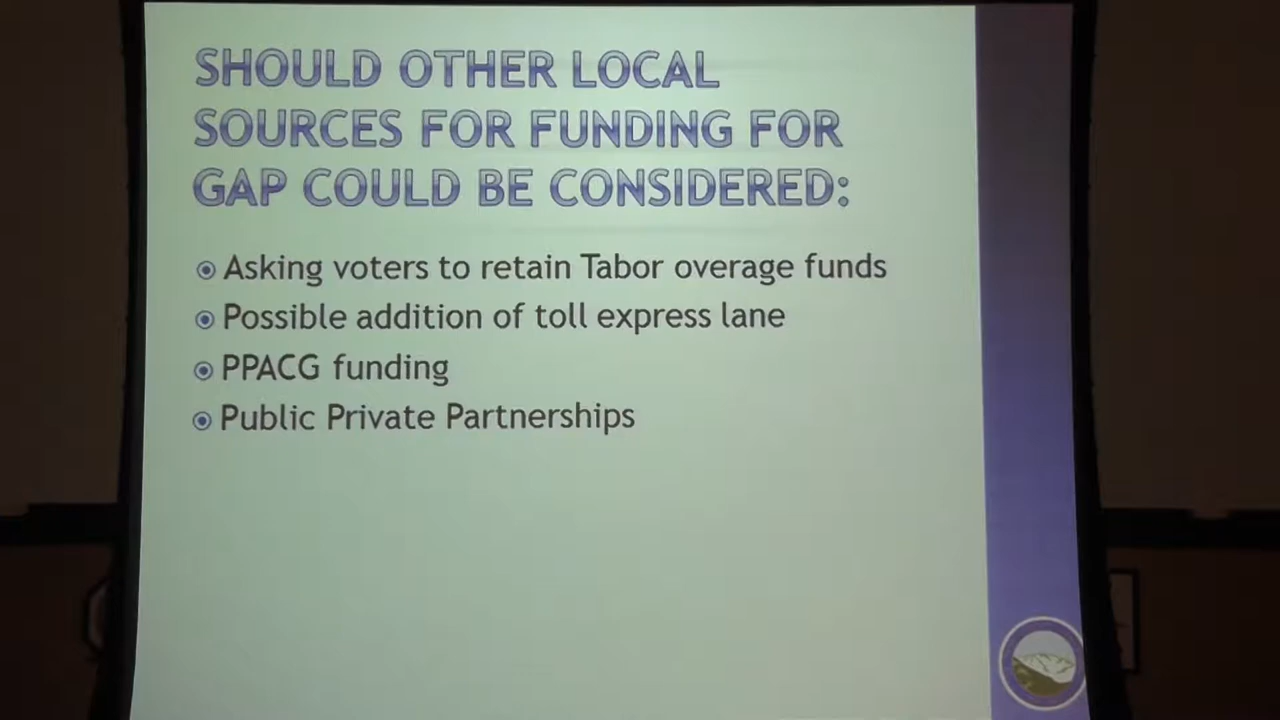 SHOULD OTHER LOCAL
SOURCES FOR FUNDING FOR
GAP COULD BE CONSIDERED:
Asking voters to retain Tabor overage funds
Possible addition of toll express lane
PPACG funding
Public Private Partnerships